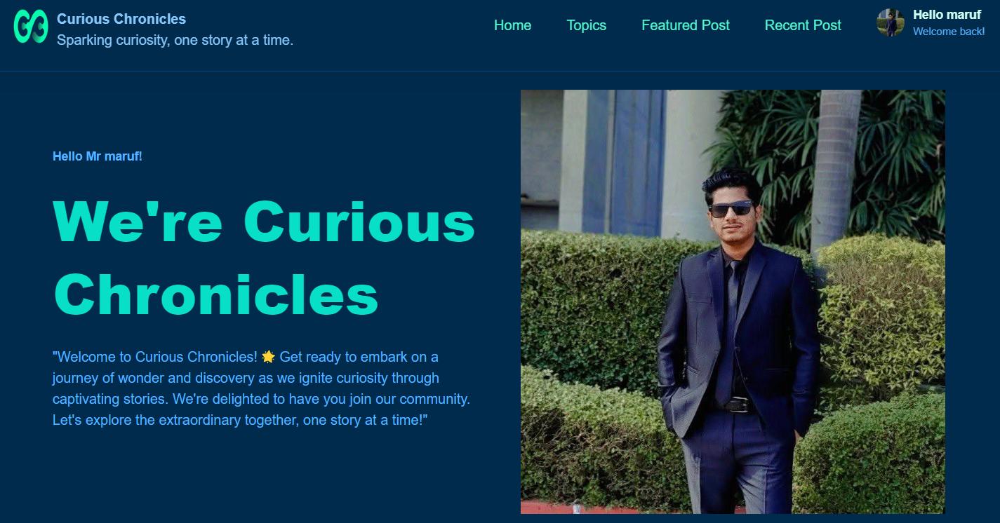 Curious Chronicles
Sparking curiosity, one story at a time.
Home
Topics
Featured Post
Recent Post
Hello maruf
Welcome back!
Hello Mr maruf!
We're Curious
Chronicles
"Welcome to Curious Chronicles! 🌟 Get ready to embark on a
journey of wonder and discovery as we ignite curiosity through
captivating stories. We're delighted to have you join our community.
Let's explore the extraordinary together, one story at a time!"